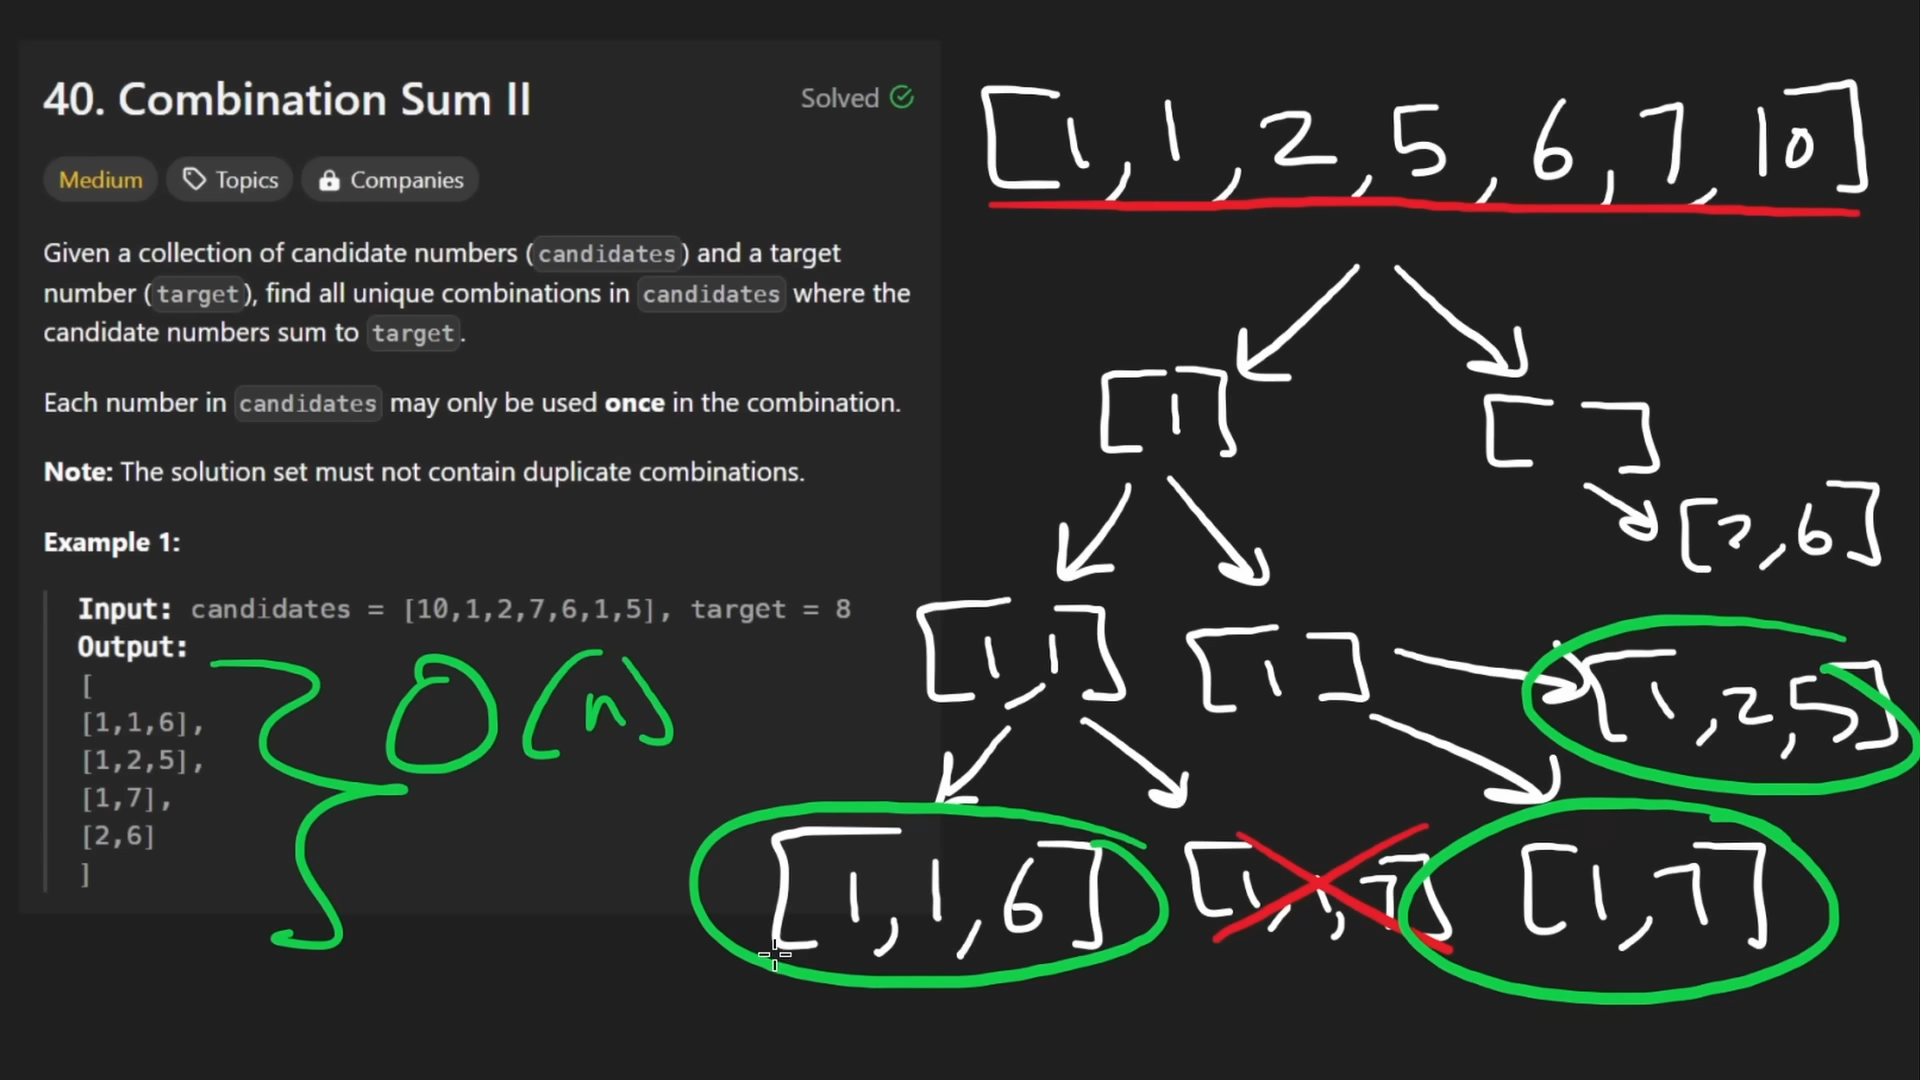 40. Combination Sum II
Solved
Medium
Topics
Companies
Given a collection of candidate numbers (candidates) and a target
number (target), find all unique combinations in candidates where the
candidate numbers sum to target.
Each number in candidates may only be used once in the combination.
Note: The solution set must not contain duplicate combinations.
Example 1:
Input: candidates = [10,1,2,7,6,1,5], target = 8
Output:
[
[1,1,6],
[1,2,5],
[1,7],
[2,6]
]
O(n)
[1,1,2,5,6,7,10]
[1]
[ ]
[2,6]
[1,1]
[1]
[1,2,5]
[1,1,6]
[1,1,7]
[1,7]